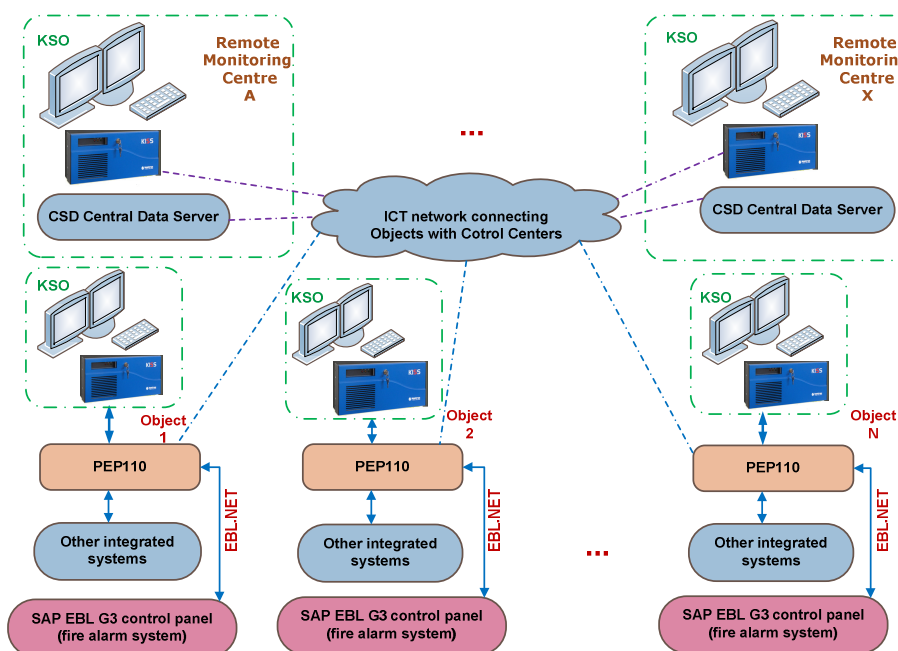 KSO
Remote
Monitoring
Centre
A
KSO
Remote
Monitorin
Centre
X
...
CSD Central Data Server
ICT network connecting
Objects with Cotrol Centers
CSD Central Data Server
KSO
KSO
KSO
Object
1
Object
2
Object
N
PEP110
PEP110
PEP110
EBL.NET
EBL.NET
EBL.NET
Other integrated
systems
Other integrated
systems
...
Other integrated
systems
SAP EBL G3 control panel
(fire alarm system)
SAP EBL G3 control panel
(fire alarm system)
SAP EBL G3 control panel
(fire alarm system)